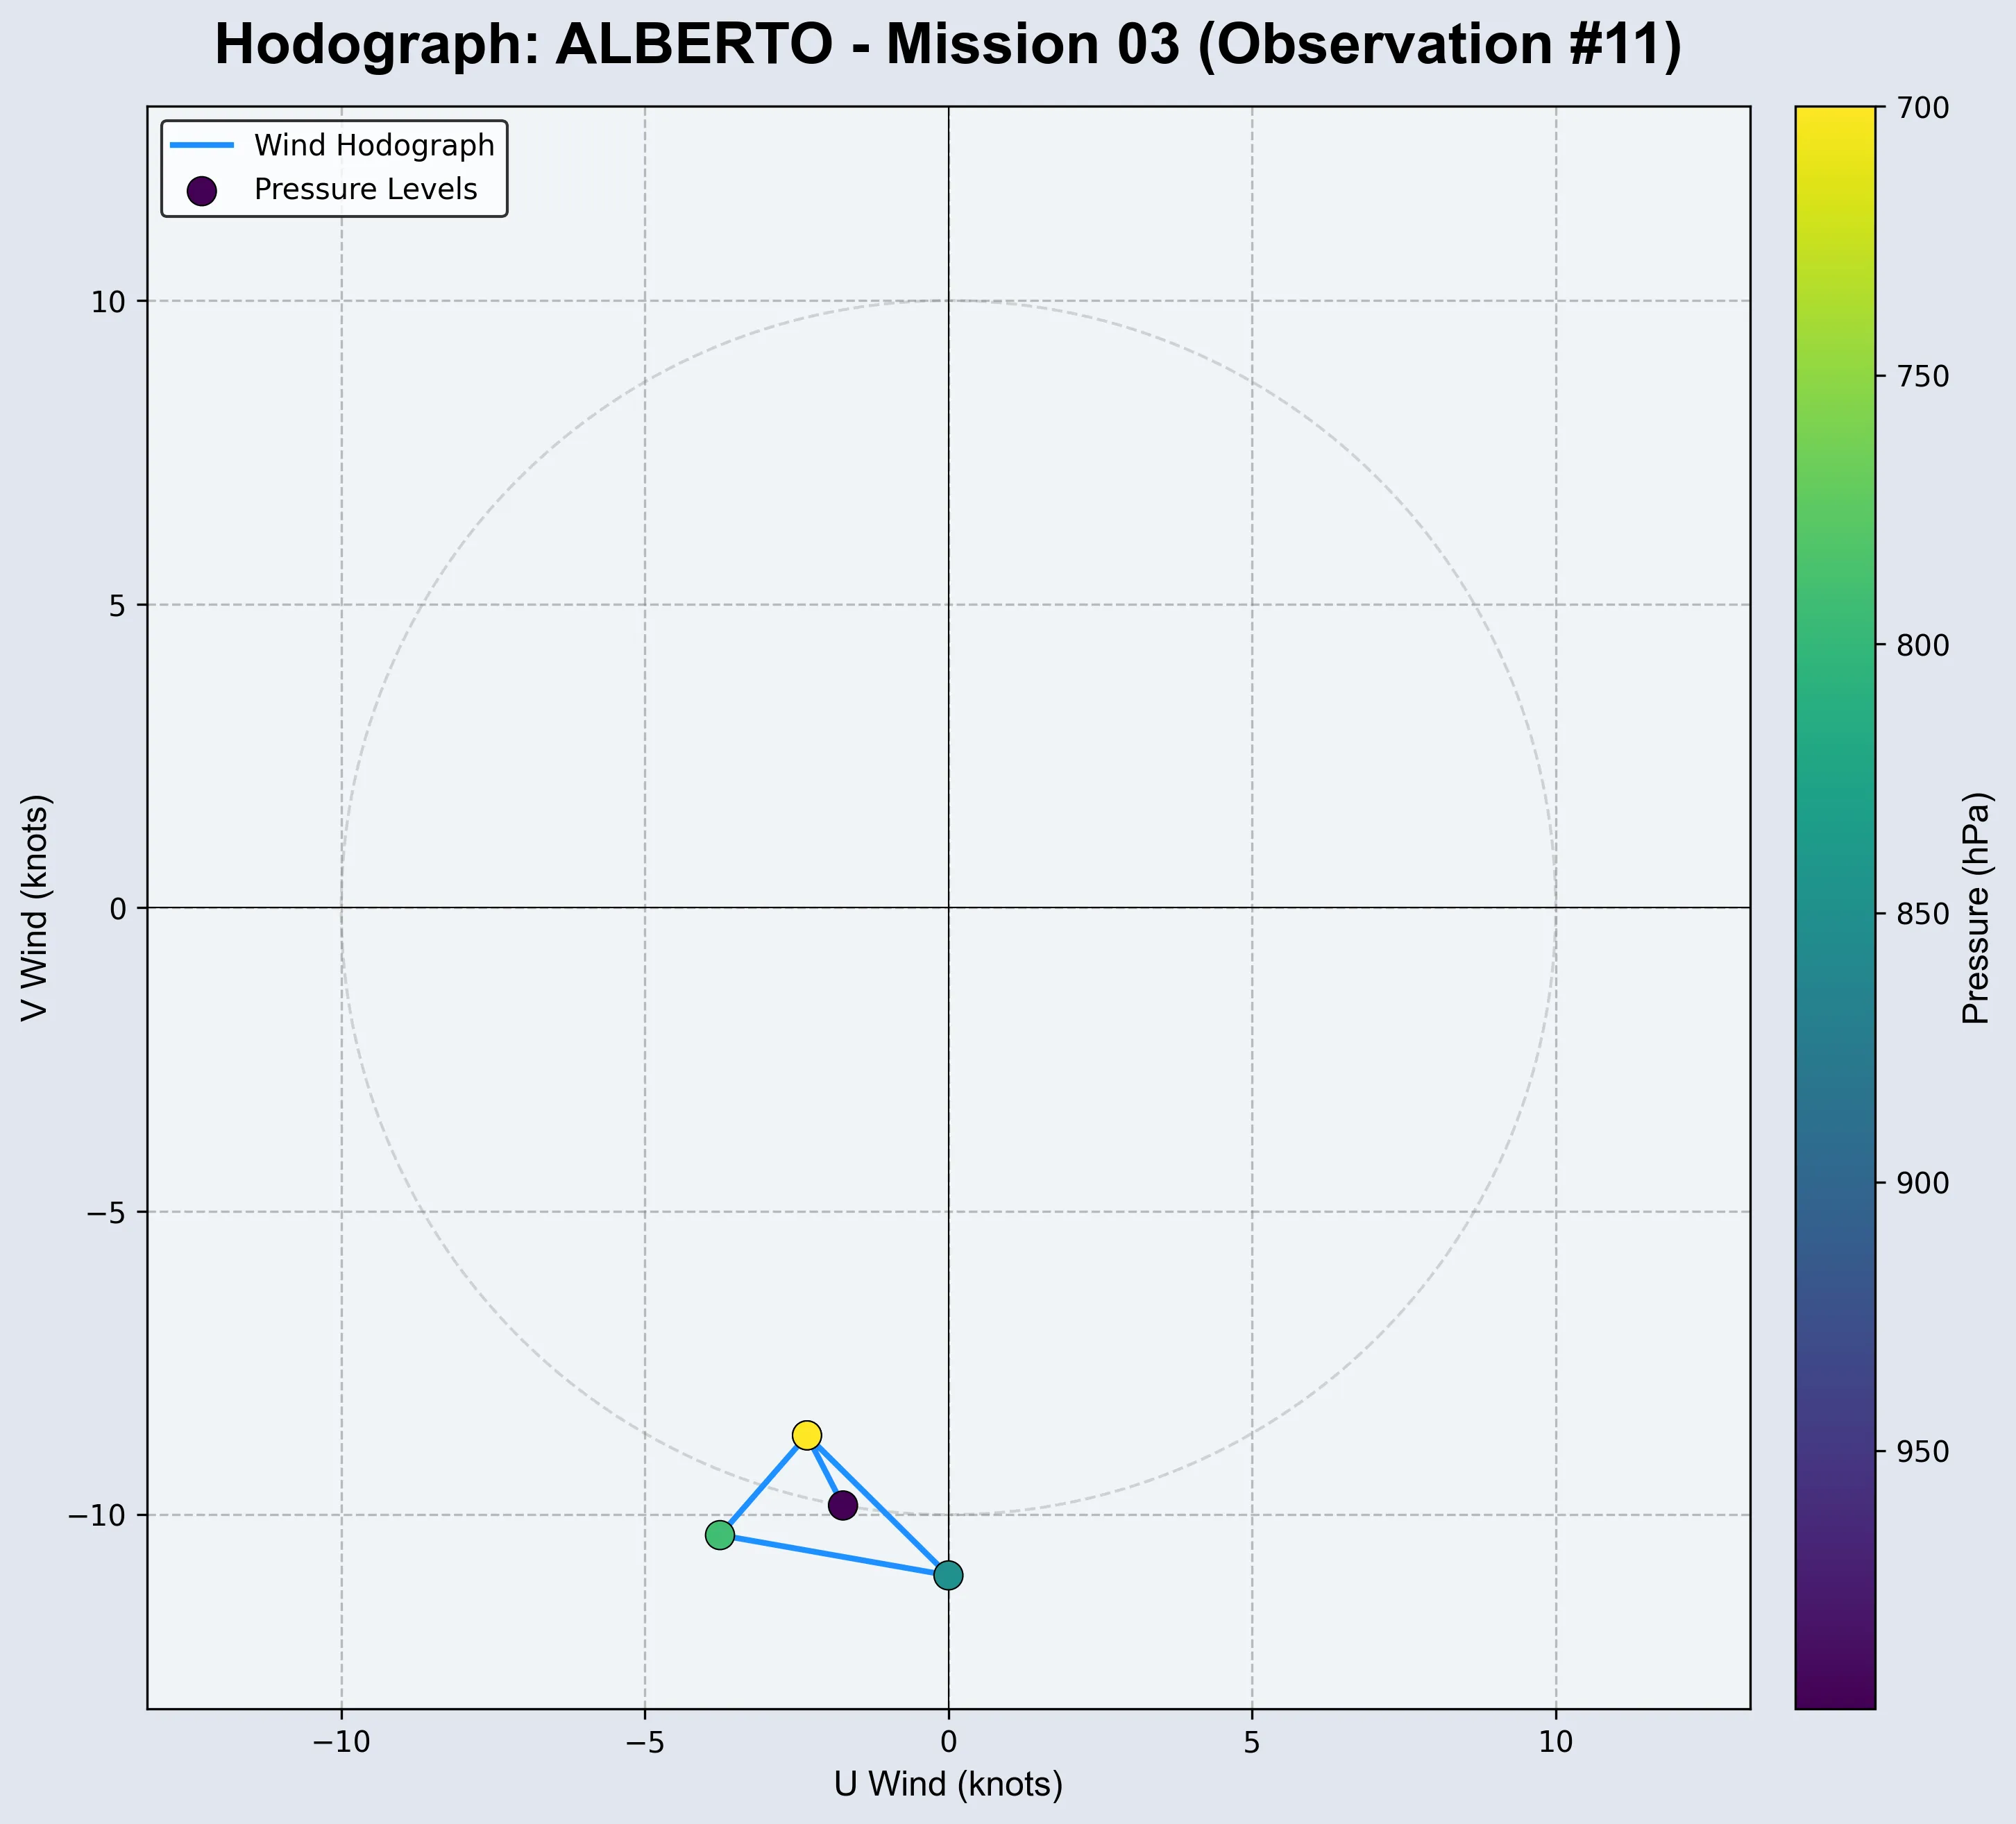 Hodograph: ALBERTO - Mission 03 (Observation #11)
Wind Hodograph
Pressure Levels
10
5
0
−5
−10
V Wind (knots)
−10
−5
0
5
10
U Wind (knots)
700
750
800
850
900
950
Pressure (hPa)